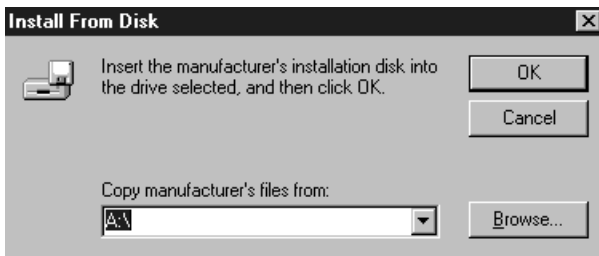 Install From Disk
Insert the manufacturer's installation disk into
the drive selected, and then click OK.
OK
Cancel
Copy manufacturer's files from:
A:\
Browse...